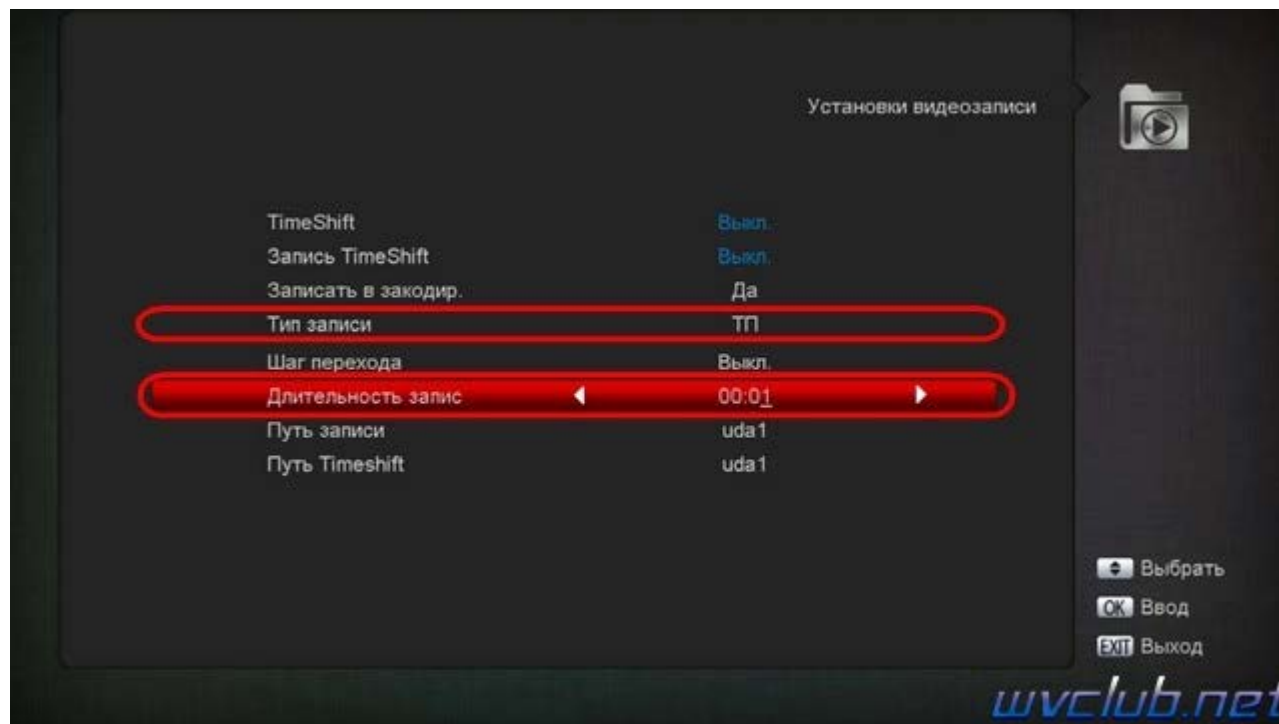 Установки видеозаписи
TimeShift Выкл.
Запись TimeShift Выкл.
Записать в закодир. Да
Тип записи ТП
Шаг перехода Выкл.
Длительность запис 00:01
Путь записи uda1
Путь Timeshift uda1
Выбрать
OK Ввод
EXIT Выход
wvclub.net